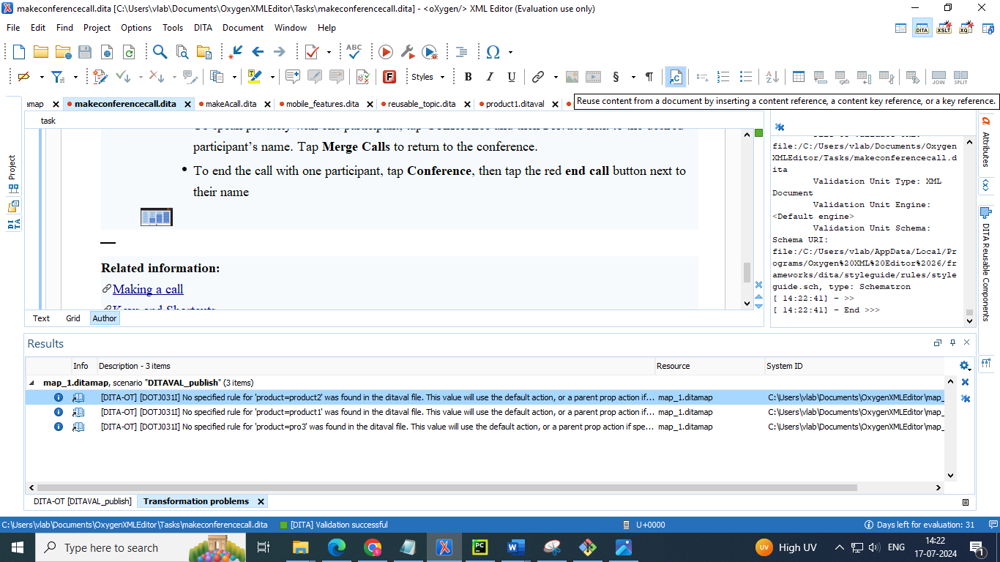 makeconferencecall.dita [C:\Users\vlab\Documents\OxygenXMLEditor\Tasks\makeconferencecall.dita] - <oXygen/> XML Editor (Evaluation use only)
File Edit Find Project Options Tools DITA Document Window Help
DITA XSLT XQ
ABC
Styles B I U § ¶ JOIN SPLIT
amap makeconferencecall.dita makeAcall.dita mobile_features.dita reusable_topic.dita product1.ditaval
Reuse content from a document by inserting a content reference, a content key reference, or a key reference.
task
participant's name. Tap Merge Calls to return to the conference.
To end the call with one participant, tap Conference, then tap the red end call button next to
their name
Related information:
Making a call
Keys and Shortcuts
Text Grid Author
file:/C:/Users/vlab/Documents/Oxygen
XMLEditor/Tasks/makeconferencecall.d
ita
Validation Unit Type: XML
Document
Validation Unit Engine:
<Default engine>
Validation Unit Schema:
Schema URI:
file:/C:/Users/vlab/AppData/Local/Pr
ograms/Oxygen%20XML%20Editor%2026/fr
ameworks/dita/styleguide/rules/style
guide.sch, type: Schematron
[ 14:22:41] - >>
[ 14:22:41] - End >>>
Project
DITA
Attributes
DITA Reusable Components
Results
Info Description - 3 items Resource System ID
map_1.ditamap, scenario "DITAVAL_publish" (3 items)
[DITA-OT] [DOTJ031I] No specified rule for 'product=product2' was found in the ditaval file. This value will use the default action, or a parent prop action if... map_1.ditamap C:\Users\vlab\Documents\OxygenXMLEditor\map_
[DITA-OT] [DOTJ031I] No specified rule for 'product=product1' was found in the ditaval file. This value will use the default action, or a parent prop action if... map_1.ditamap C:\Users\vlab\Documents\OxygenXMLEditor\map_
[DITA-OT] [DOTJ031I] No specified rule for 'product=pro3' was found in the ditaval file. This value will use the default action, or a parent prop action if spe... map_1.ditamap C:\Users\vlab\Documents\OxygenXMLEditor\map_
DITA-OT [DITAVAL_publish] Transformation problems
C:\Users\vlab\Documents\OxygenXMLEditor\Tasks\makeconferencecall.dita [DITA] Validation successful U+0000 Days left for evaluation: 31
Type here to search
UV High UV ENG
14:22
17-07-2024
1